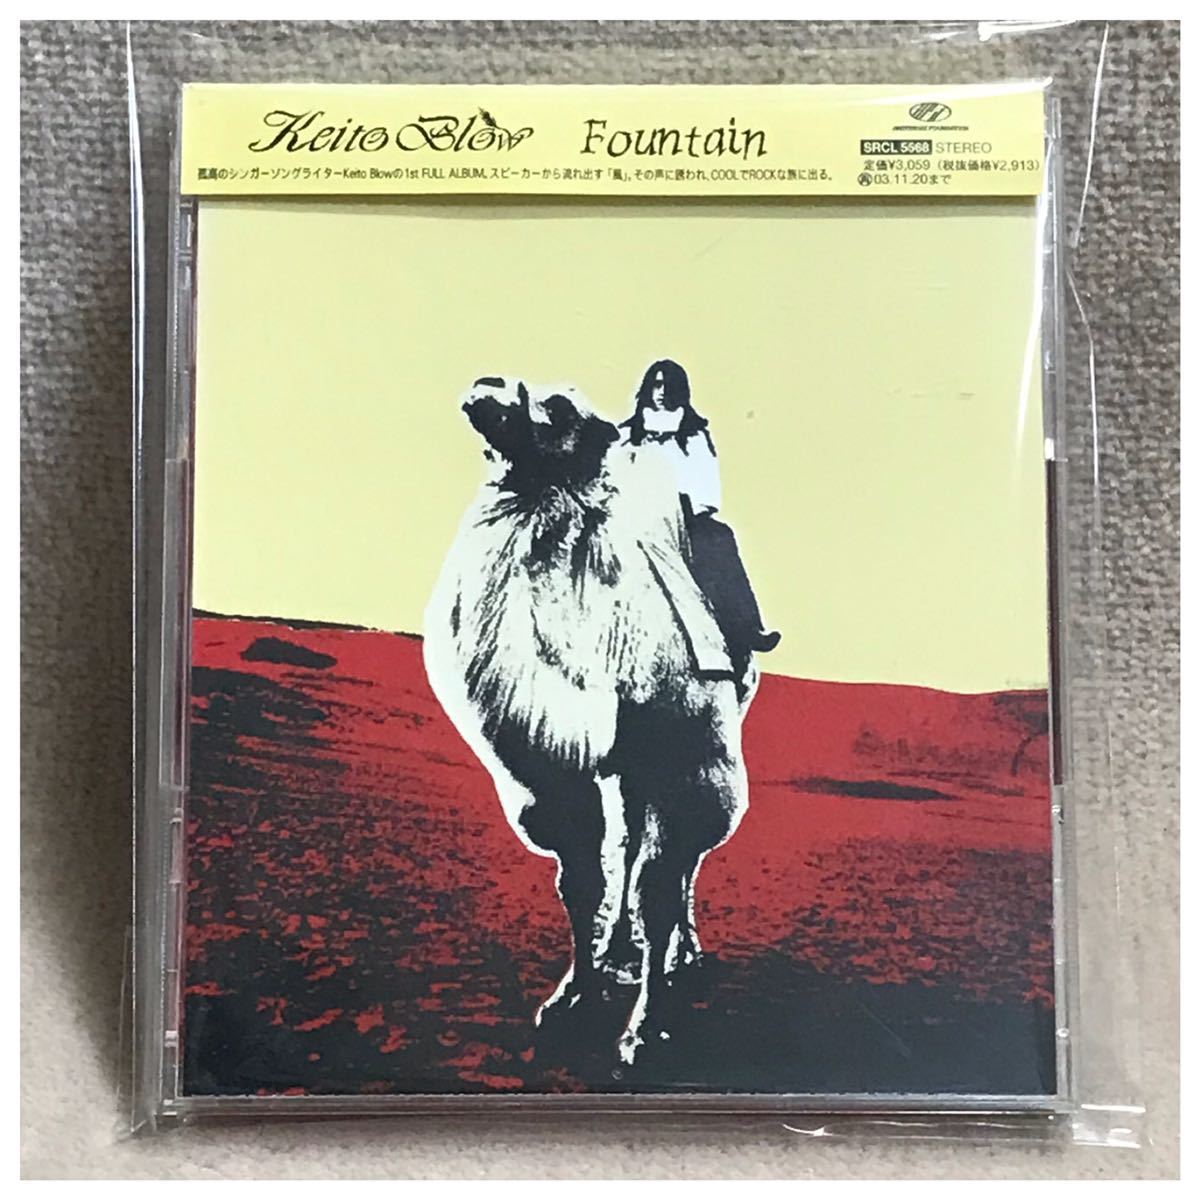 Keito Blow
Fountain
孤高のシンガーソングライターKeito Blowの1st FULL ALBUM。スピーカーから流れ出す「風」。その声に誘われ、COOLでROCKな旅に出る。
SRCL 5568 STEREO
定価¥3,059 (税抜価格¥2,913)
再03.11.20まで